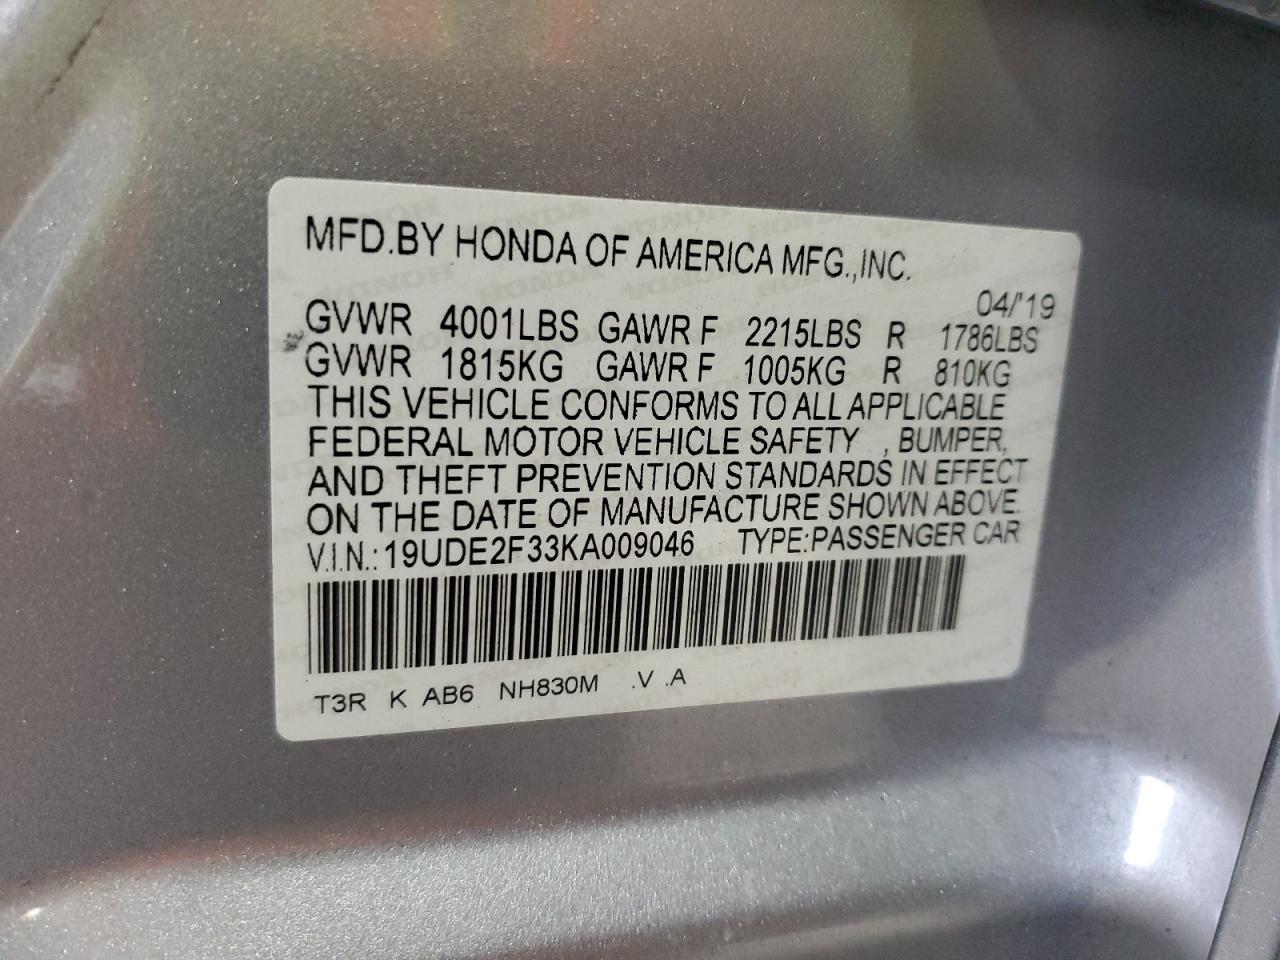 MFD.BY HONDA OF AMERICA MFG.,INC.
04/'19
GVWR 4001LBS GAWR F 2215LBS R 1786LBS
GVWR 1815KG GAWR F 1005KG R 810KG
THIS VEHICLE CONFORMS TO ALL APPLICABLE
FEDERAL MOTOR VEHICLE SAFETY , BUMPER,
AND THEFT PREVENTION STANDARDS IN EFFECT
ON THE DATE OF MANUFACTURE SHOWN ABOVE.
V.I.N.: 19UDE2F33KA009046 TYPE:PASSENGER CAR
T3R K AB6 NH830M .V .A